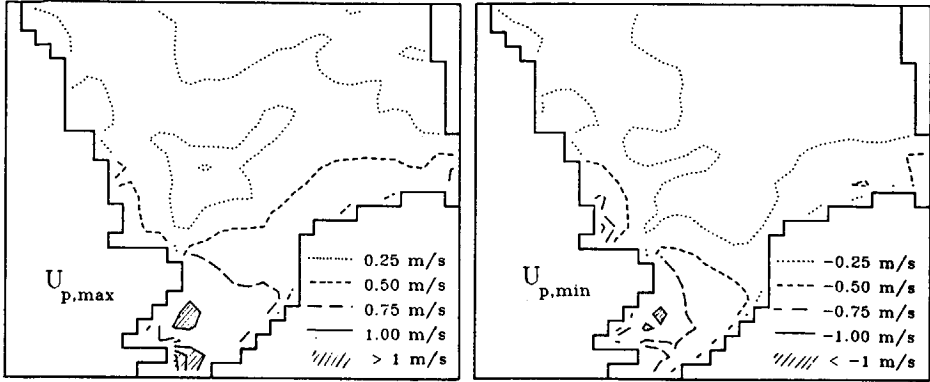 U p,max
0.25 m/s
0.50 m/s
0.75 m/s
1.00 m/s
> 1 m/s
U p,min
−0.25 m/s
−0.50 m/s
−0.75 m/s
−1.00 m/s
< −1 m/s